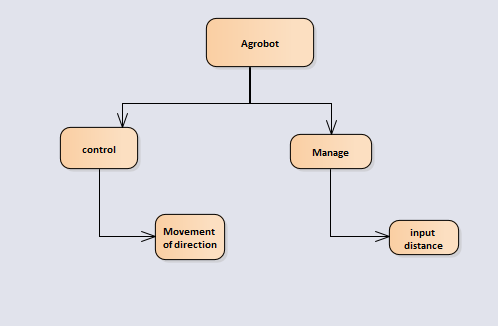 Agrobot
control
Manage
Movement
of direction
input
distance